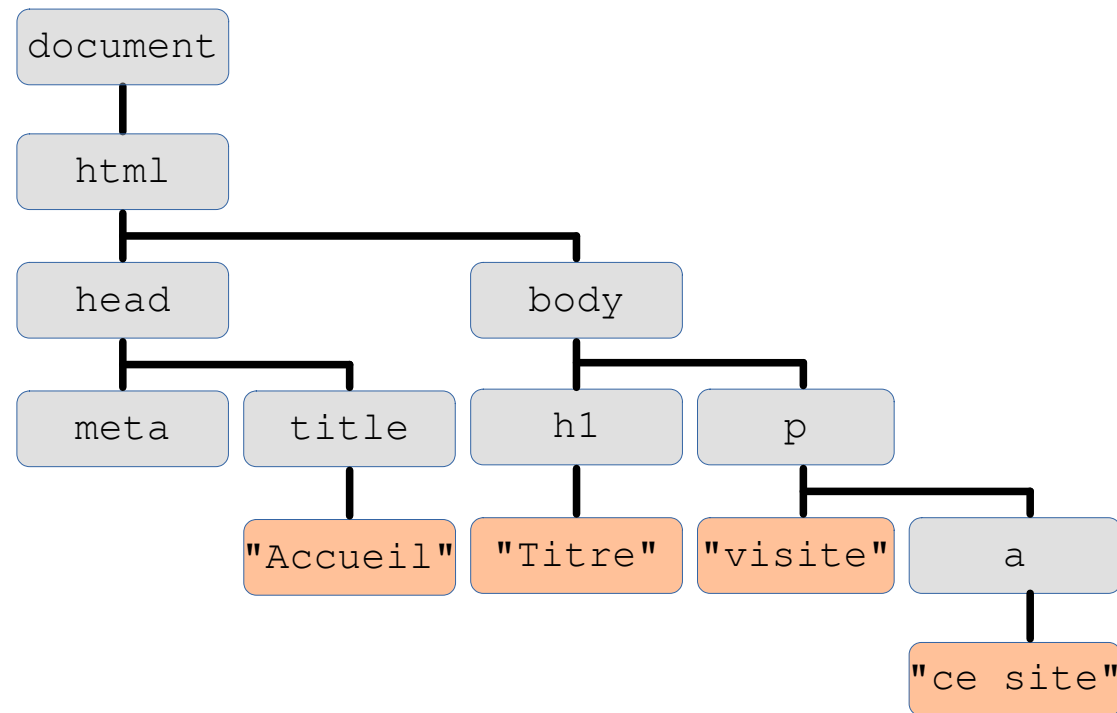 document
html
head
body
meta
title
h1
p
"Accueil"
"Titre"
"visite"
a
"ce site"